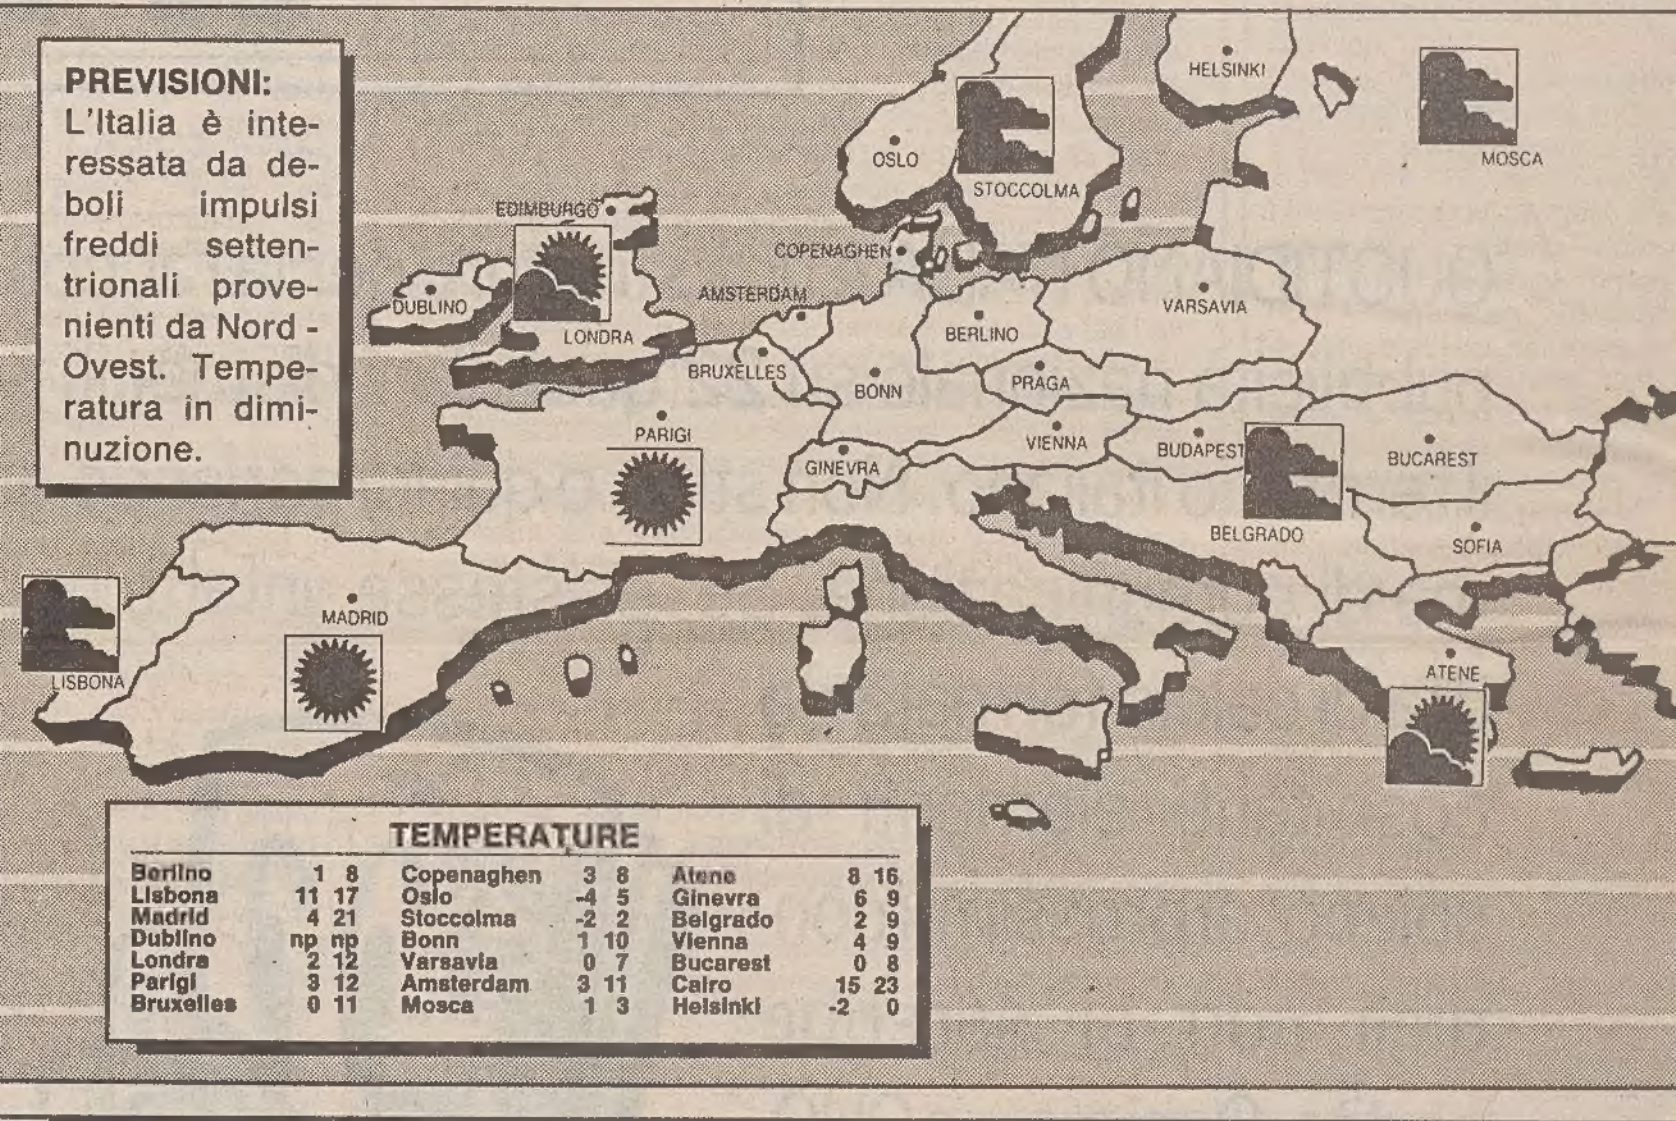 PREVISIONI:
L'Italia è inte-
ressata da de-
boli impulsi
freddi setten-
trionali prove-
nienti da Nord -
Ovest. Tempe-
ratura in dimi-
nuzione.
HELSINKI
MOSCA
OSLO
STOCCOLMA
EDIMBURGO
COPENAGHEN
DUBLINO
AMSTERDAM
VARSAVIA
LONDRA
BERLINO
BRUXELLES
BONN
PRAGA
PARIGI
VIENNA
BUDAPEST
BUCAREST
GINEVRA
BELGRADO
SOFIA
MADRID
LISBONA
ATENE
TEMPERATURE
Berlino 1 8
Lisbona 11 17
Madrid 4 21
Dublino np np
Londra 2 12
Parigi 3 12
Bruxelles 0 11
Copenaghen 3 8
Oslo -4 5
Stoccolma -2 2
Bonn 1 10
Varsavia 0 7
Amsterdam 3 11
Mosca 1 3
Atene 8 16
Ginevra 6 9
Belgrado 2 9
Vienna 4 9
Bucarest 0 8
Cairo 15 23
Helsinki -2 0